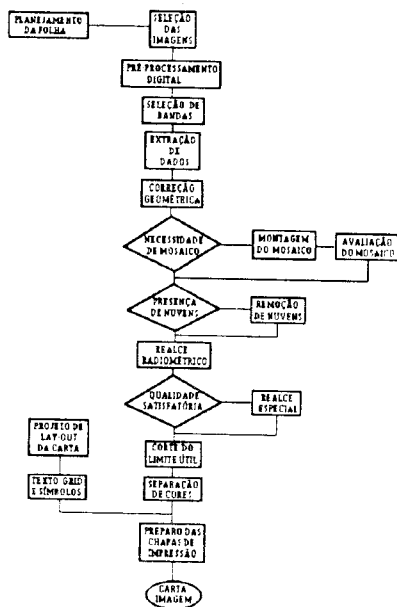 PLANEJAMENTO
DA FOLHA
SELEÇÃO
DAS
IMAGENS
PRÉ PROCESSAMENTO
DIGITAL
SELEÇÃO DE
BANDAS
EXTRAÇÃO
DE
DADOS
CORREÇÃO
GEOMÉTRICA
NECESSIDADE
DE MOSAICO
MONTAGEM
DO MOSAICO
AVALIAÇÃO
DO MOSAICO
PRESENÇA
DE NUVENS
REMOÇÃO
DE NUVENS
REALCE
RADIOMÉTRICO
QUALIDADE
SATISFATÓRIA
REALCE
ESPECIAL
PROJETO DE
LAY-OUT
DA CARTA
CORTE DO
LIMITE ÚTIL
TEXTO GRID
E SÍMBOLOS
SEPARAÇÃO
DE CORES
PREPARO DAS
CHAPAS DE
IMPRESSÃO
CARTA
IMAGEM